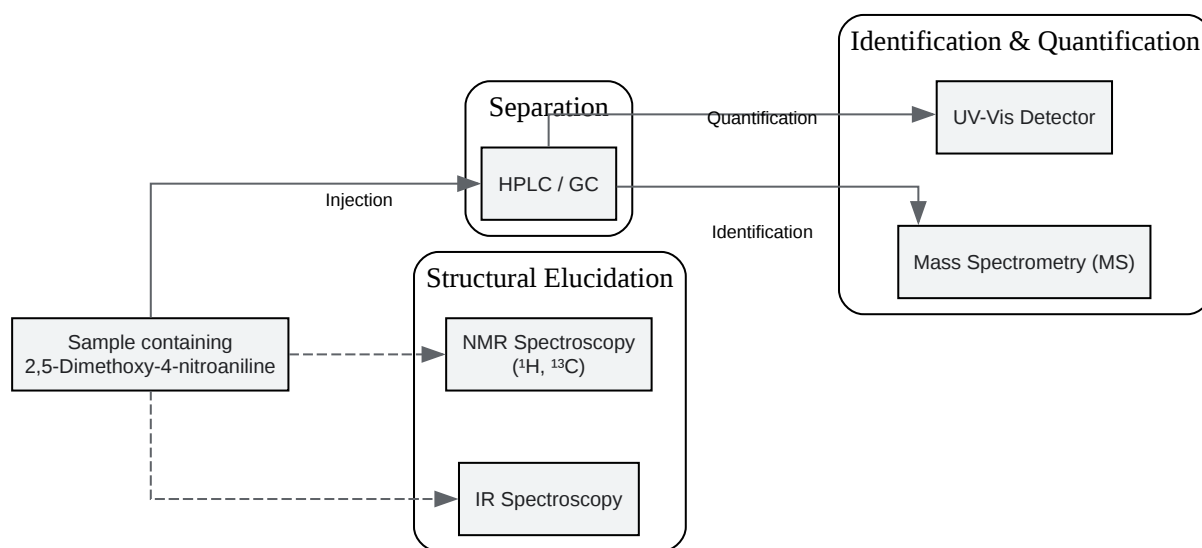 Identification & Quantification
Separation
Quantification
UV-Vis Detector
HPLC / GC
Injection
Identification
Mass Spectrometry (MS)
Structural Elucidation
Sample containing
2,5-Dimethoxy-4-nitroaniline
NMR Spectroscopy
(¹H, ¹³C)
IR Spectroscopy